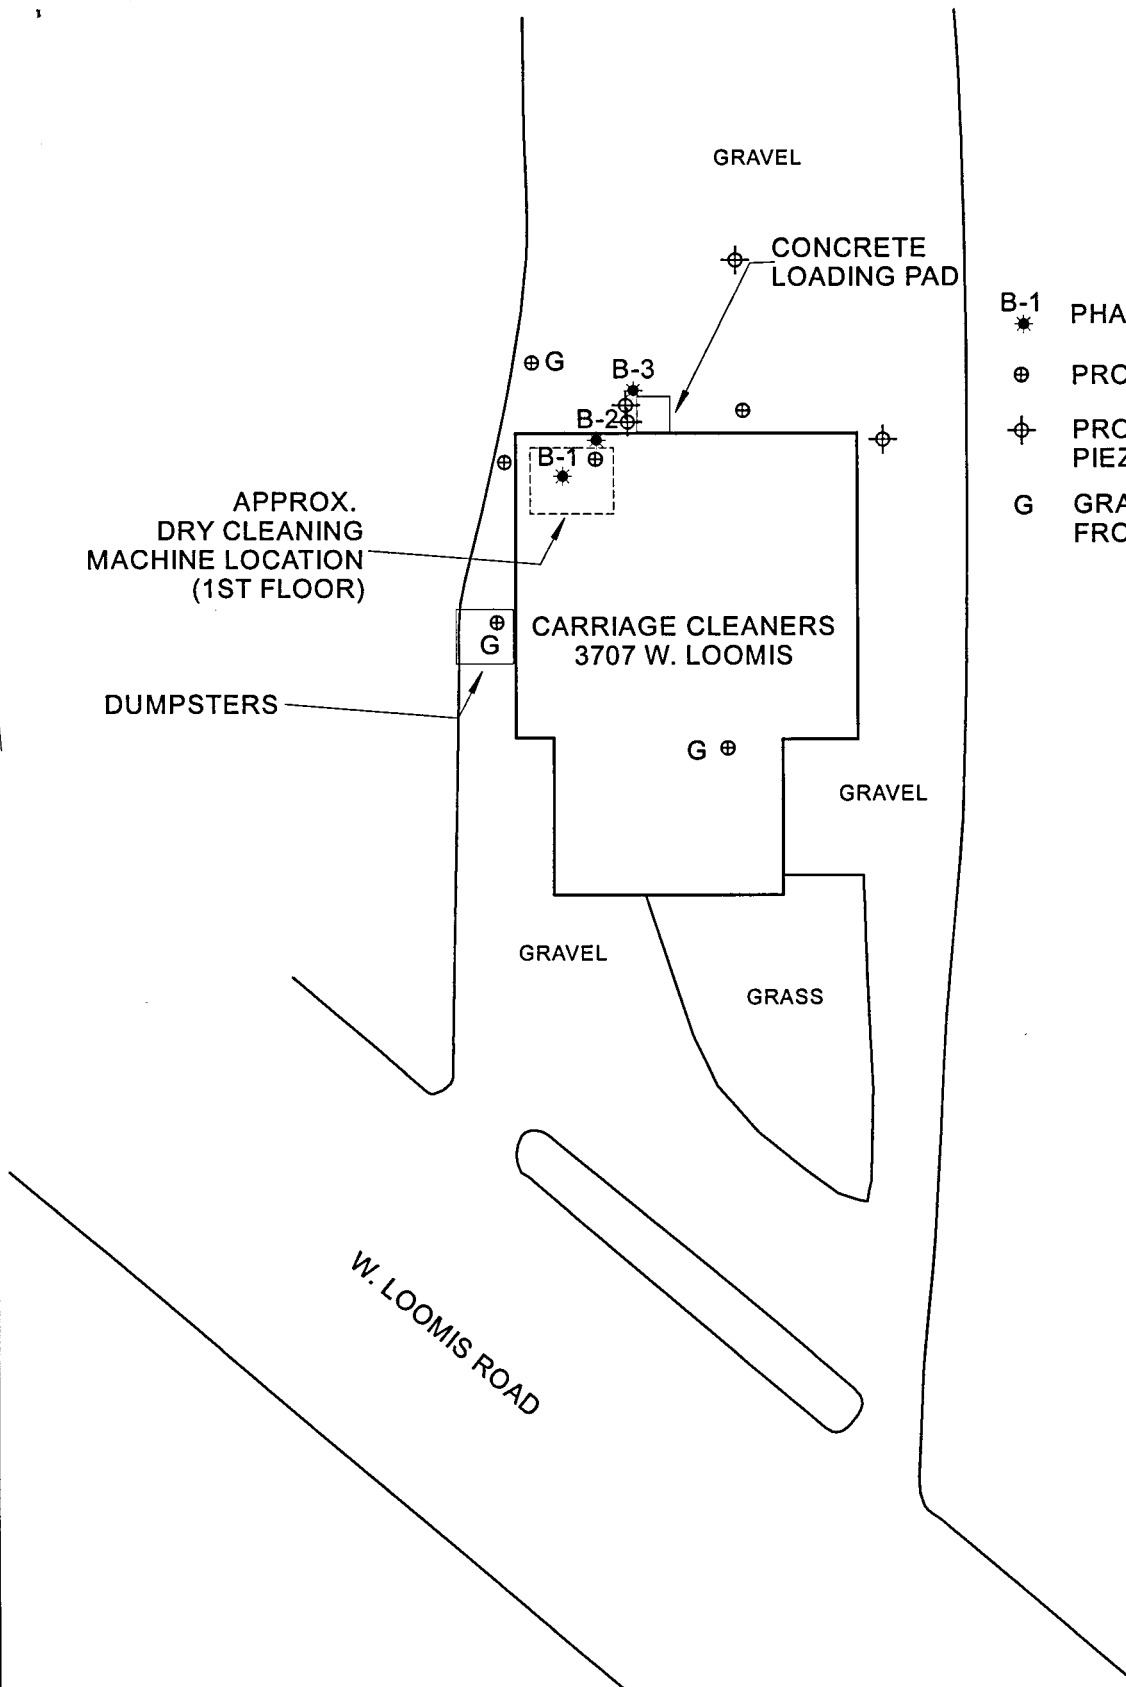 GRAVEL
CONCRETE
LOADING PAD
B-1
PHA
G
B-3
PRO
B-2
PRO
PIEZ
B-1
G
GRA
FRO
APPROX.
DRY CLEANING
MACHINE LOCATION
(1ST FLOOR)
CARRIAGE CLEANERS
3707 W. LOOMIS
G
DUMPSTERS
G
GRAVEL
GRAVEL
GRASS
W. LOOMIS ROAD